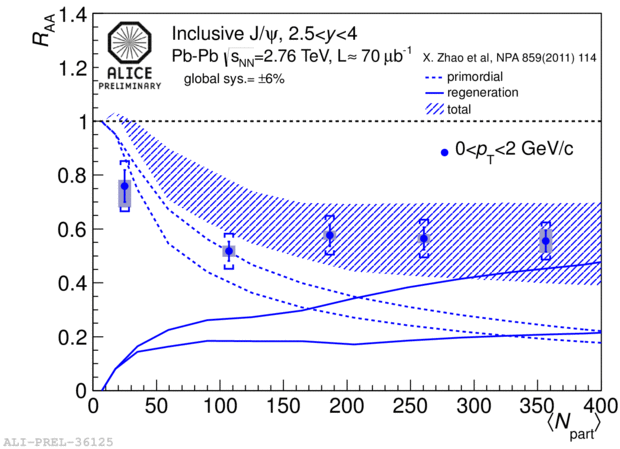 R_AA
1.4
1.2
1
0.8
0.6
0.4
0.2
0
ALICE
PRELIMINARY
Inclusive J/ψ, 2.5<y<4
Pb-Pb √s_NN=2.76 TeV, L≈ 70 μb⁻¹
global sys.= ±6%
X. Zhao et al, NPA 859(2011) 114
primordial
regeneration
total
0<p_T<2 GeV/c
0 50 100 150 200 250 300 350 400
⟨N_part⟩
ALI-PREL-36125